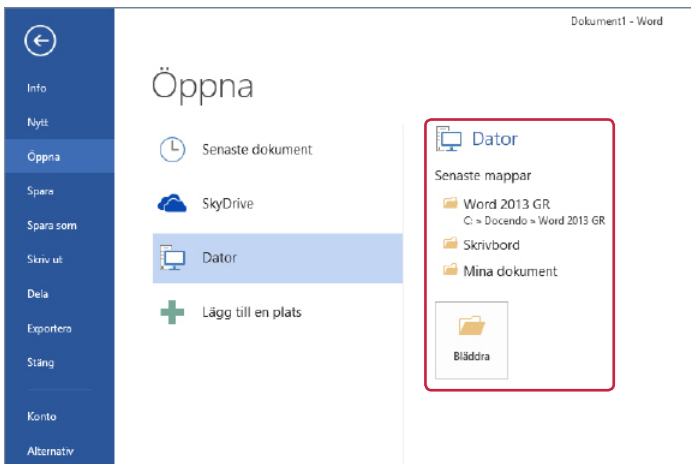 Dokument1 - Word
Info
Nytt
Öppna
Spara
Spara som
Skriv ut
Dela
Exportera
Stäng
Konto
Alternativ
Öppna
Senaste dokument
SkyDrive
Dator
Lägg till en plats
Dator
Senaste mappar
Word 2013 GR
C: » Docendo » Word 2013 GR
Skrivbord
Mina dokument
Bläddra